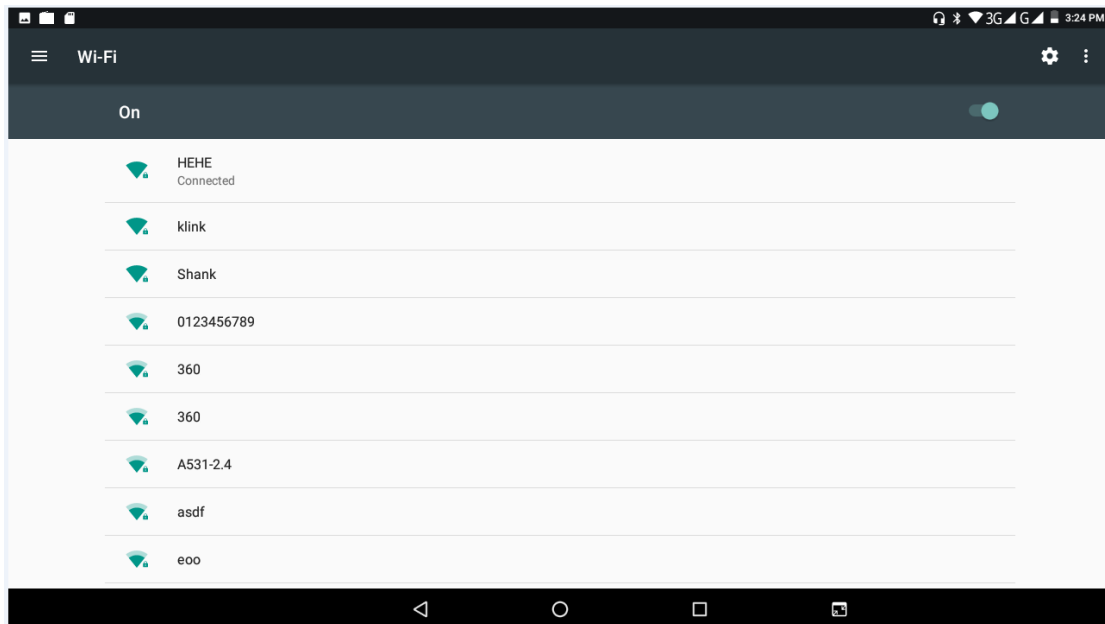 3G G 3:24 PM
Wi-Fi
On
HEHE
Connected
klink
Shank
0123456789
360
360
A531-2.4
asdf
eoo